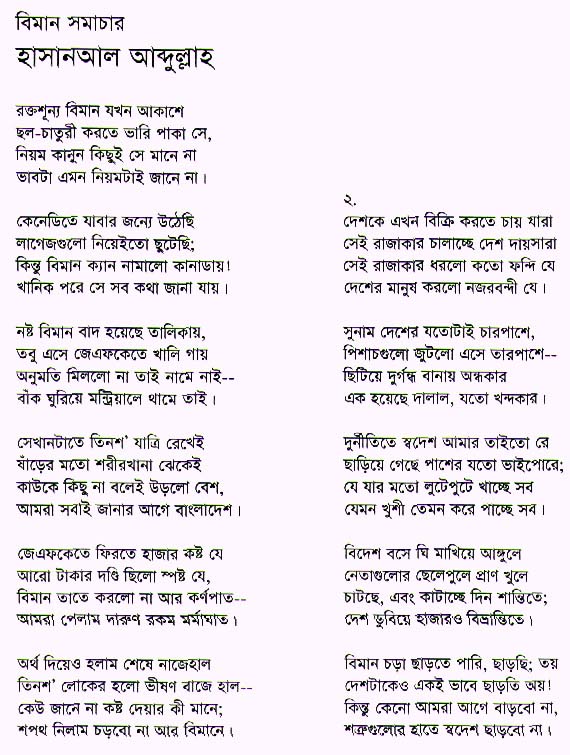 বিমান সমাচার
হাসানআল আব্দুল্লাহ
রক্তশূন্য বিমান যখন আকাশে
ছল-চাতুরী করতে ভারি পাকা সে,
নিয়ম কানুন কিছুই সে মানে না
ভাবটা এমন নিয়মটাই জানে না।
কেনেডিতে যাবার জন্যে উঠেছি
লাগেজগুলো নিয়েইতো ছুটেছি;
কিন্তু বিমান ক্যান নামালো কানাডায়!
খানিক পরে সে সব কথা জানা যায়।
নষ্ট বিমান বাদ হয়েছে তালিকায়,
তবু এসে জেএফকেতে খালি গায়
অনুমতি মিললো না তাই নামে নাই--
বাঁক ঘুরিয়ে মন্ট্রিয়ালে থামে তাই।
সেখানটাতে তিনশ’ যাত্রি রেখেই
ষাঁড়ের মতো শরীরখানা ঝেকেই
কাউকে কিছু না বলেই উড়লো বেশ,
আমরা সবাই জানার আগে বাংলাদেশ।
জেএফকেতে ফিরতে হাজার কষ্ট যে
আরো টাকার দণ্ডি ছিলো স্পষ্ট যে,
বিমান তাতে করলো না আর কর্ণপাত--
আমরা পেলাম দারুণ রকম মর্মাঘাত।
অর্থ দিয়েও হলাম শেষে নাজেহাল
তিনশ’ লোকের হলো ভীষণ বাজে হাল--
কেউ জানে না কষ্ট দেয়ার কী মানে;
শপথ নিলাম চড়বো না আর বিমানে।
২.
দেশকে এখন বিক্রি করতে চায় যারা
সেই রাজাকার চালাচ্ছে দেশ দায়সারা
সেই রাজাকার ধরলো কতো ফন্দি যে
দেশের মানুষ করলো নজরবন্দী যে।
সুনাম দেশের যতোটাই চারপাশে,
পিশাচগুলো জুটলো এসে তারপাশে--
ছিটিয়ে দুর্গন্ধ বানায় অন্ধকার
এক হয়েছে দালাল, যতো খন্দকার।
দুর্নীতিতে স্বদেশ আমার তাইতো রে
ছাড়িয়ে গেছে পাশের যতো ভাইপোরে;
যে যার মতো লুটেপুটে খাচ্ছে সব
যেমন খুশী তেমন করে পাচ্ছে সব।
বিদেশ বসে ঘি মাখিয়ে আঙ্গুলে
নেতাগুলোর ছেলেপুলে প্রাণ খুলে
চাটছে, এবং কাটাচ্ছে দিন শান্তিতে;
দেশ ডুবিয়ে হাজারও বিভ্রান্তিতে।
বিমান চড়া ছাড়তে পারি, ছাড়ছি; তয়
দেশটাকেও একই ভাবে ছাড়তি অয়!
কিন্তু কেনো আমরা আগে বাড়বো না,
শত্রুগুলোর হাতে স্বদেশ ছাড়বো না।